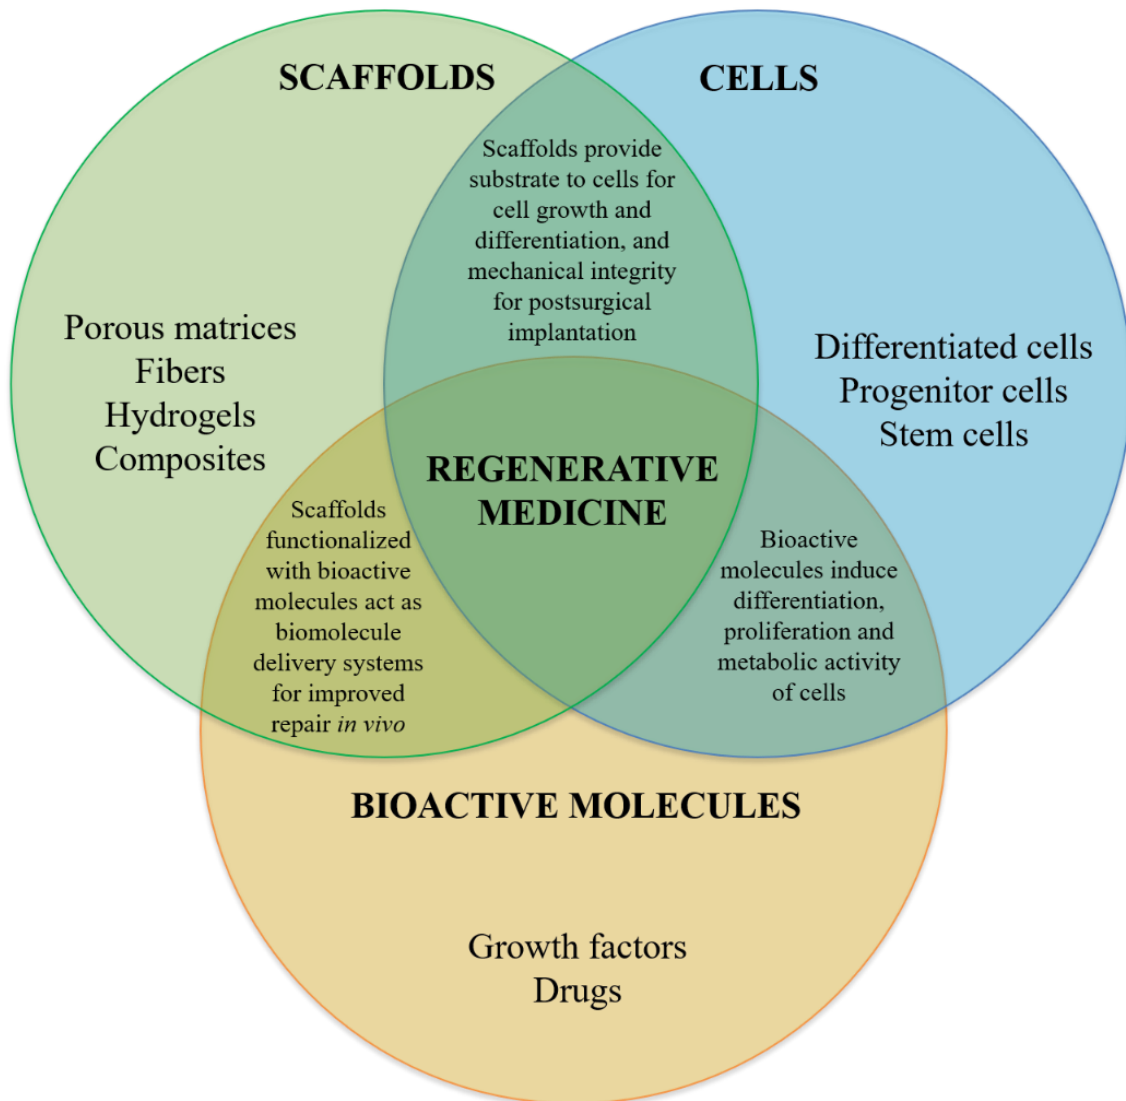 SCAFFOLDS
CELLS
Scaffolds provide
substrate to cells for
cell growth and
differentiation, and
mechanical integrity
for postsurgical
implantation
Porous matrices
Fibers
Hydrogels
Composites
Differentiated cells
Progenitor cells
Stem cells
REGENERATIVE
MEDICINE
Scaffolds
functionalized
with bioactive
molecules act as
biomolecule
delivery systems
for improved
repair in vivo
Bioactive
molecules induce
differentiation,
proliferation and
metabolic activity
of cells
BIOACTIVE MOLECULES
Growth factors
Drugs